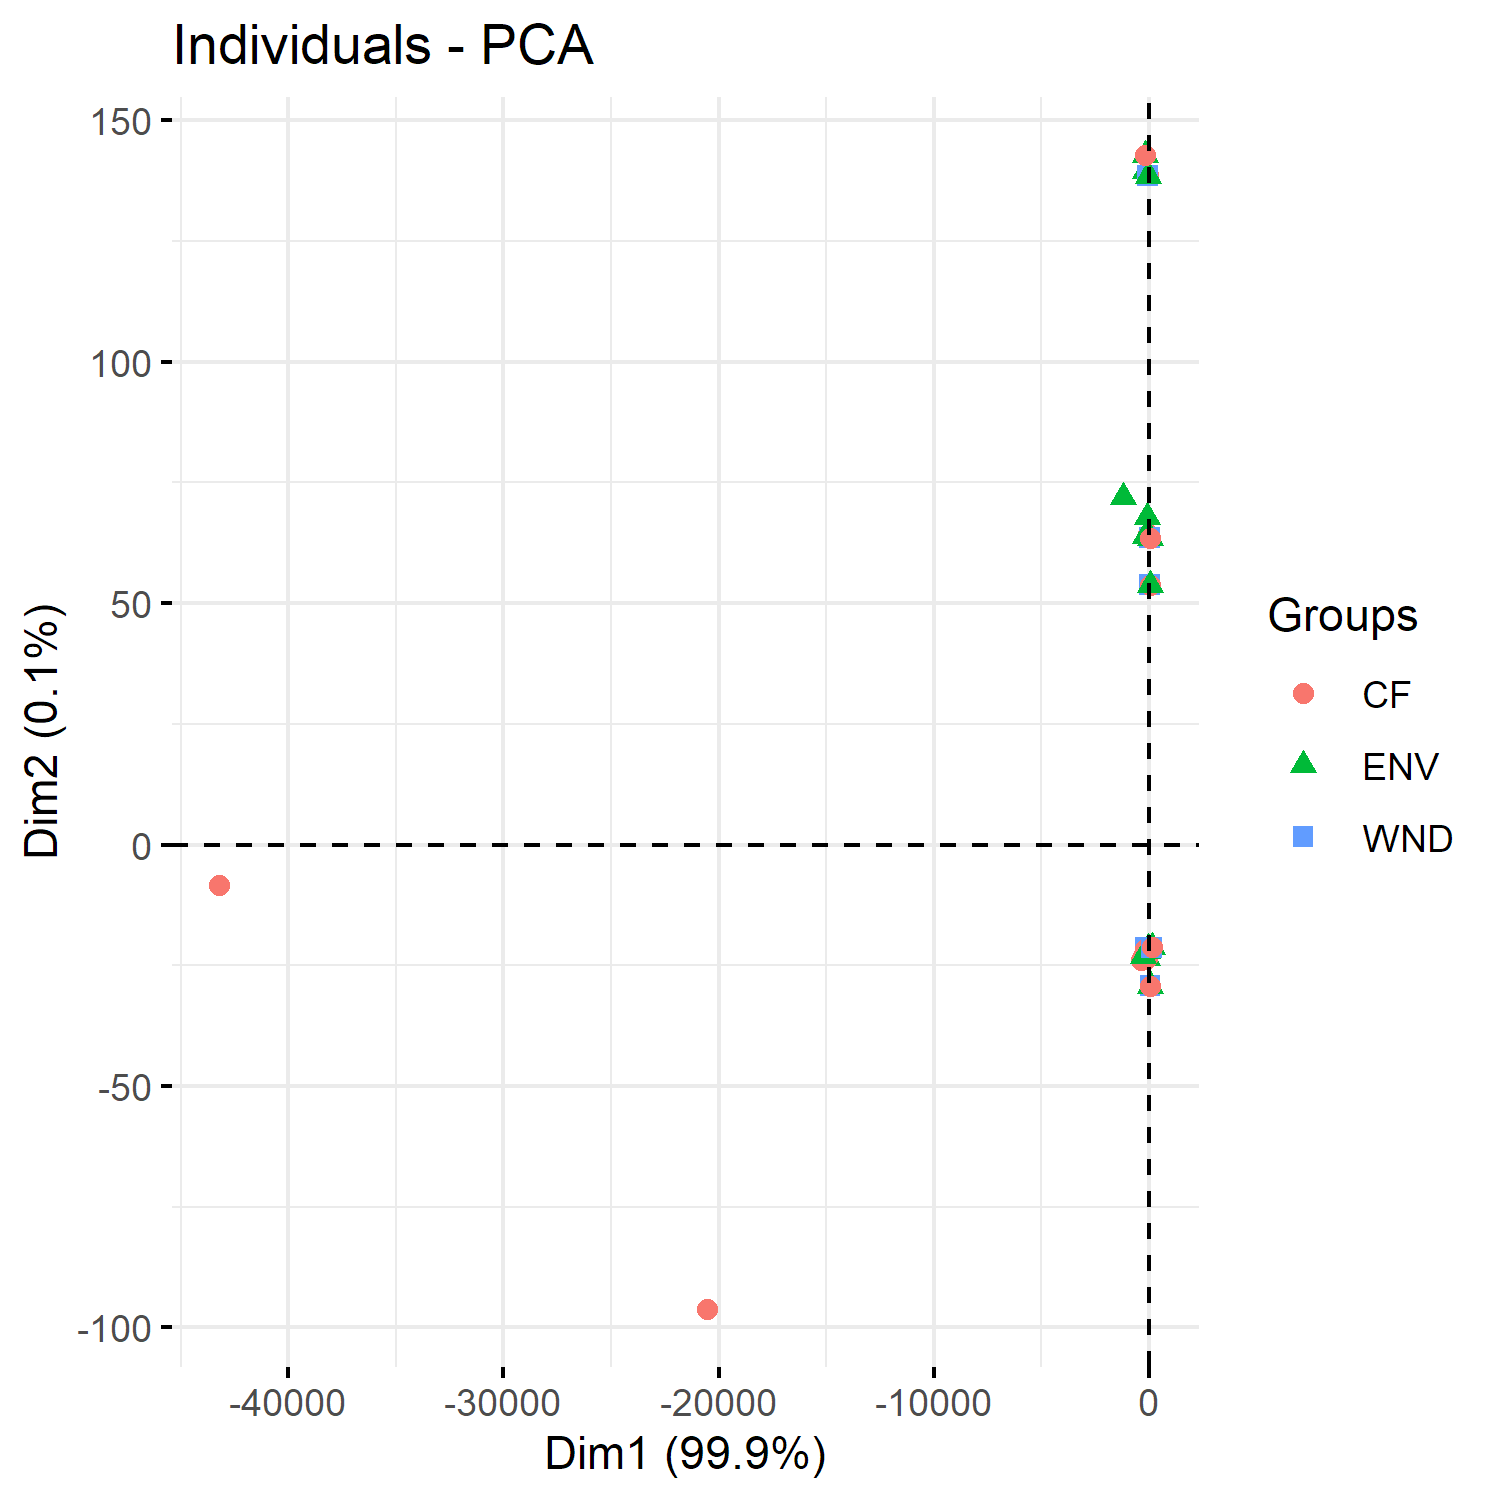 Individuals - PCA
150
100
50
0
-50
-100
Dim2 (0.1%)
-40000
-30000
-20000
-10000
0
Dim1 (99.9%)
Groups
CF
ENV
WND